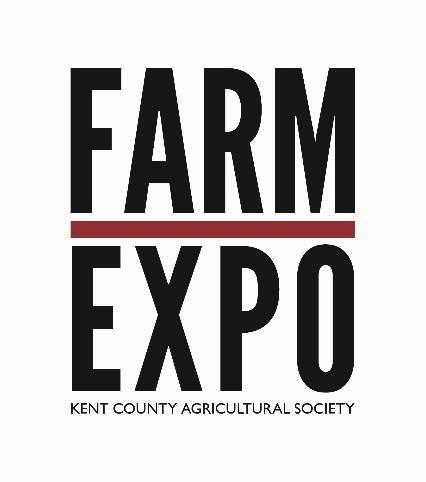 FARM
EXPO
KENT COUNTY AGRICULTURAL SOCIETY